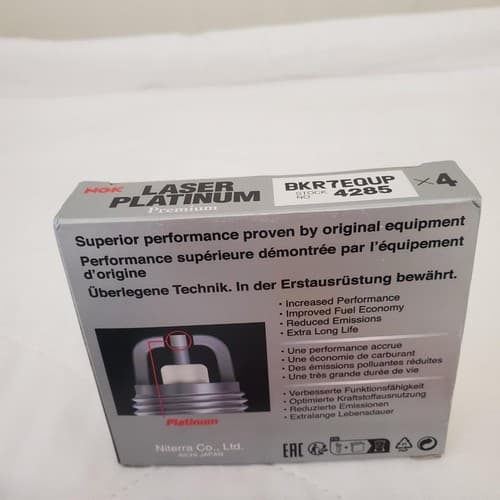 NGK LASER PLATINUM Premium
BKR7EQUP
STOCK NO. 4285
×4
Superior performance proven by original equipment
Performance supérieure démontrée par l'équipement
d'origine
Überlegene Technik. In der Erstausrüstung bewährt.
· Increased Performance
· Improved Fuel Economy
· Reduced Emissions
· Extra Long Life
· Une performance accrue
· Une économie de carburant
· Des émissions polluantes réduites
· Une très grande durée de vie
· Verbesserte Funktionsfähigkeit
· Optimierte Kraftstoffausnutzung
· Reduzierte Emissionen
· Extralange Lebensdauer
Platinum
Niterra Co., Ltd.
AICHI JAPAN
EAC